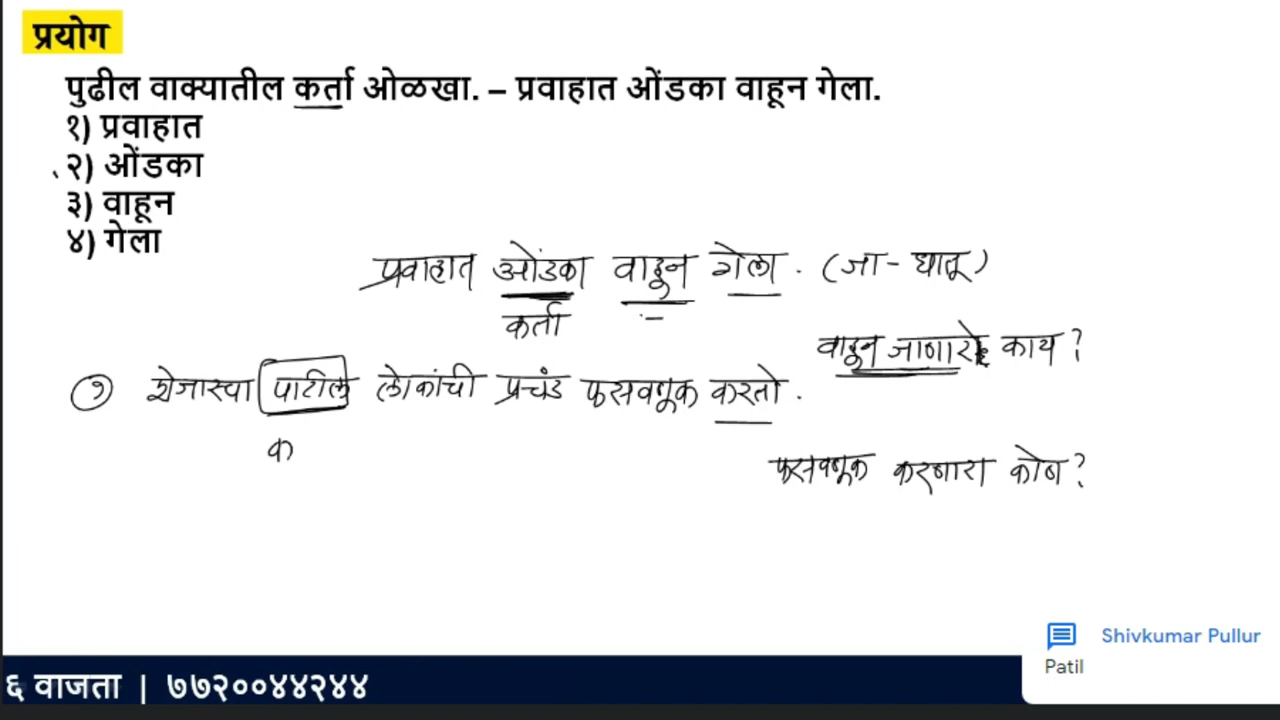 प्रयोग
पुढील वाक्यातील कर्ता ओळखा. – प्रवाहात ओंडका वाहून गेला.
१) प्रवाहात
२) ओंडका
३) वाहून
४) गेला
प्रवाहात ओंडका वाहून गेला. (जा - धातू)
कर्ता
वाहून जाणारे काय?
१ शेजारचा पाटील लोकांची प्रचंड फसवणूक करतो.
क
फसवणूक करणारा कोण?
Shivkumar Pullur
Patil
६ वाजता | ७७२००४४२४४